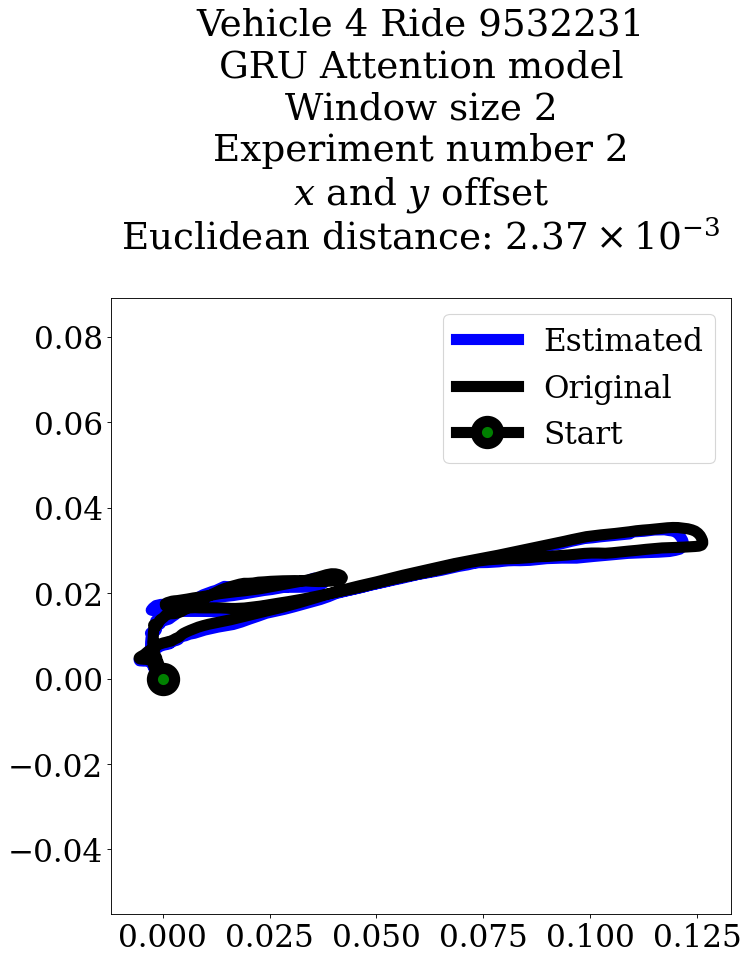 Vehicle 4 Ride 9532231
GRU Attention model
Window size 2
Experiment number 2
x and y offset
Euclidean distance: 2.37 × 10⁻³
Estimated
Original
Start
0.08
0.06
0.04
0.02
0.00
−0.02
−0.04
0.000 0.025 0.050 0.075 0.100 0.125